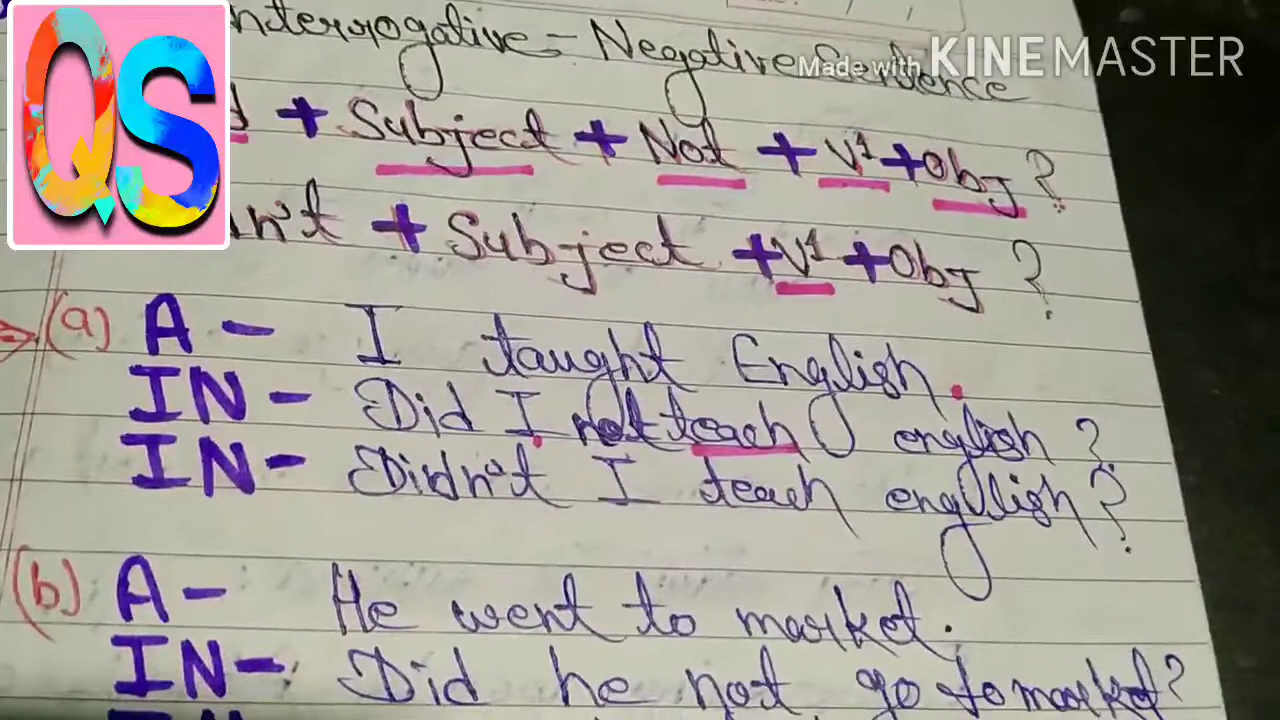 QS
Made with KINEMASTER
Interrogative - Negative Sentence
+ Subject + Not + V1 + Obj ?
n't + Subject + V1 + Obj ?
(a) A - I taught English.
IN - Did I not teach english ?
IN - Didn't I teach english ?
(b) A - He went to market.
IN - Did he not go to market?